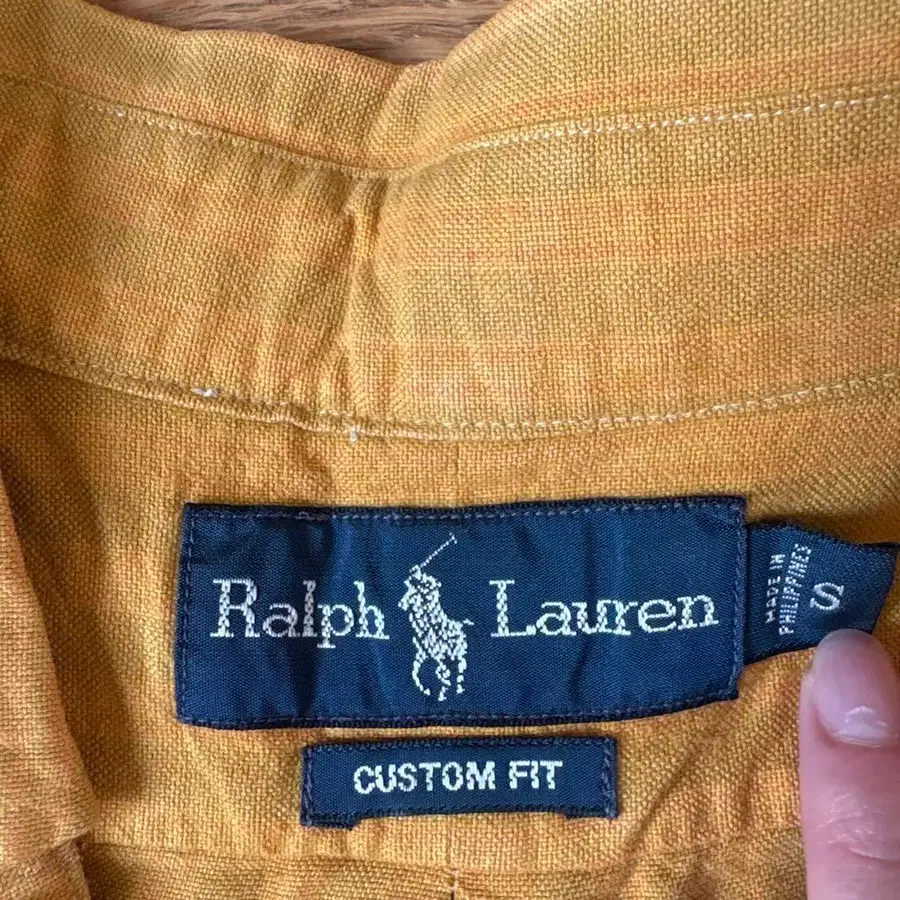 Ralph Lauren
MADE IN
PHILIPPINES
S
CUSTOM FIT